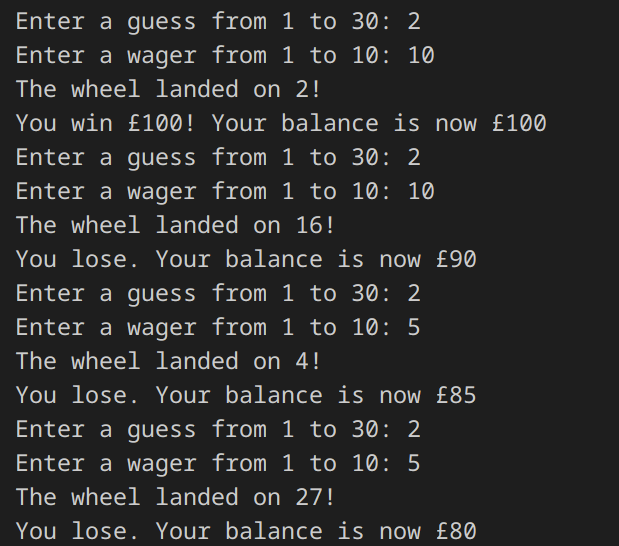 Enter a guess from 1 to 30: 2
Enter a wager from 1 to 10: 10
The wheel landed on 2!
You win £100! Your balance is now £100
Enter a guess from 1 to 30: 2
Enter a wager from 1 to 10: 10
The wheel landed on 16!
You lose. Your balance is now £90
Enter a guess from 1 to 30: 2
Enter a wager from 1 to 10: 5
The wheel landed on 4!
You lose. Your balance is now £85
Enter a guess from 1 to 30: 2
Enter a wager from 1 to 10: 5
The wheel landed on 27!
You lose. Your balance is now £80